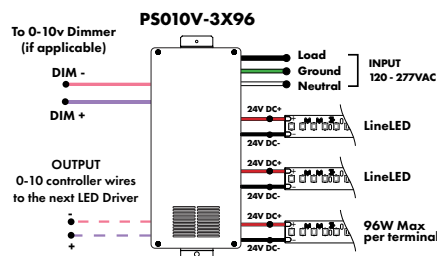 PS010V-3X96
To 0-10v Dimmer
(if applicable)
DIM -
DIM +
OUTPUT
0-10 controller wires
to the next LED Driver
-
+
Load
Ground
Neutral
INPUT
120 - 277VAC
24V DC+
24V DC-
LineLED
24V DC+
24V DC-
LineLED
24V DC+
24V DC-
96W Max
per terminal